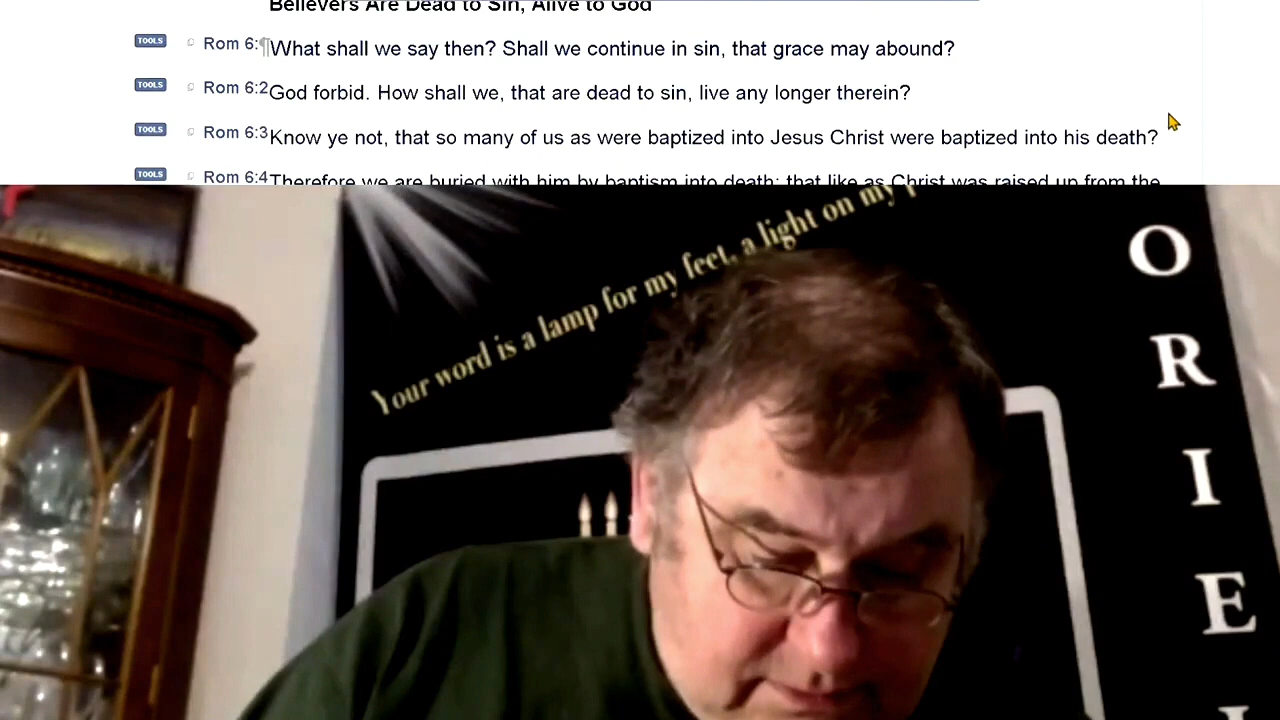 Believers Are Dead to Sin, Alive to God
TOOLS Rom 6: ¶What shall we say then? Shall we continue in sin, that grace may abound?
TOOLS Rom 6:2 God forbid. How shall we, that are dead to sin, live any longer therein?
TOOLS Rom 6:3 Know ye not, that so many of us as were baptized into Jesus Christ were baptized into his death?
TOOLS Rom 6:4 Therefore we are buried with him by baptism into death: that like as Christ was raised up from the
Your word is a lamp for my feet, a light on my
O
R
I
E